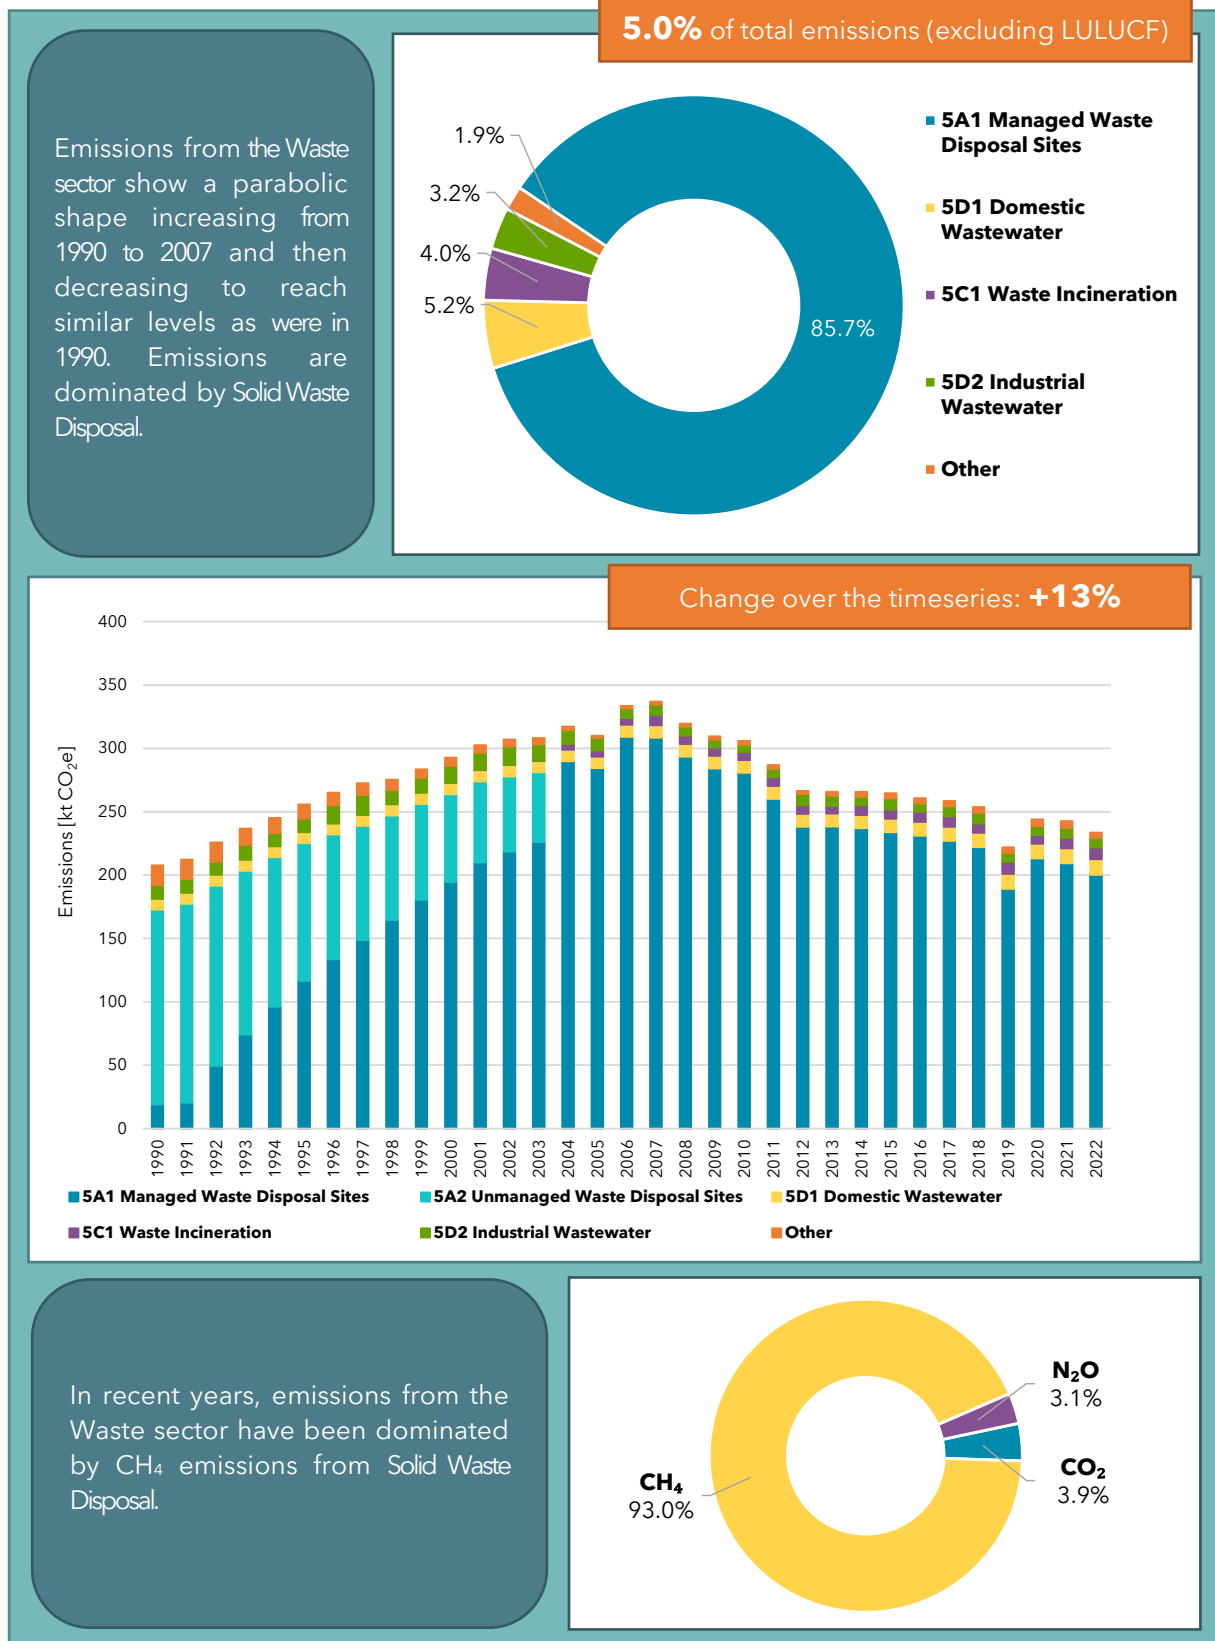 5.0% of total emissions (excluding LULUCF)
Emissions from the Waste
sector show a parabolic
shape increasing from
1990 to 2007 and then
decreasing to reach
similar levels as were in
1990. Emissions are
dominated by Solid Waste
Disposal.
1.9%
3.2%
4.0%
5.2%
85.7%
5A1 Managed Waste
Disposal Sites
5D1 Domestic
Wastewater
5C1 Waste Incineration
5D2 Industrial
Wastewater
Other
Change over the timeseries: +13%
Emissions [kt CO₂e]
400
350
300
250
200
150
100
50
0
1990
1991
1992
1993
1994
1995
1996
1997
1998
1999
2000
2001
2002
2003
2004
2005
2006
2007
2008
2009
2010
2011
2012
2013
2014
2015
2016
2017
2018
2019
2020
2021
2022
5A1 Managed Waste Disposal Sites
5A2 Unmanaged Waste Disposal Sites
5D1 Domestic Wastewater
5C1 Waste Incineration
5D2 Industrial Wastewater
Other
In recent years, emissions from the
Waste sector have been dominated
by CH₄ emissions from Solid Waste
Disposal.
N₂O
3.1%
CO₂
3.9%
CH₄
93.0%